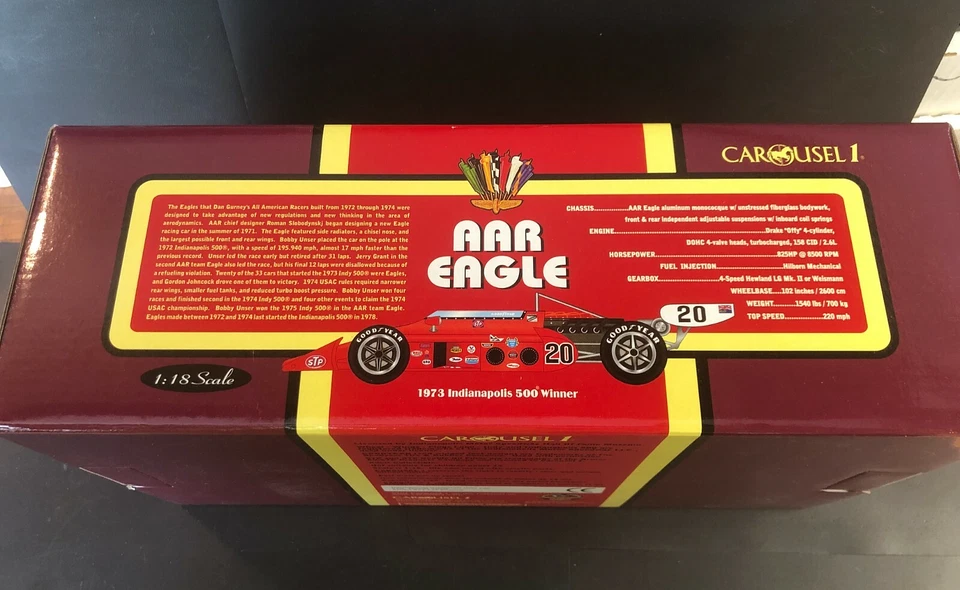 CAROUSEL 1
The Eagles that Dan Gurney's All American Racers built from 1972 through 1974 were
designed to take advantage of new regulations and new thinking in the area of
aerodynamics. AAR chief designer Roman Slobodynskj began designing a new Eagle
racing car in the summer of 1971. The Eagle featured side radiators, a chisel nose, and
the largest possible front and rear wings. Bobby Unser placed the car on the pole at the
1972 Indianapolis 500®, with a speed of 195.940 mph, almost 17 mph faster than the
previous record. Unser led the race early but retired after 31 laps. Jerry Grant in the
second AAR team Eagle also led the race, but his final 12 laps were disallowed because of
a refueling violation. Twenty of the 33 cars that started the 1973 Indy 500® were Eagles,
and Gordon Johncock drove one of them to victory. 1974 USAC rules required narrower
rear wings, smaller fuel tanks, and reduced turbo boost pressure. Bobby Unser won four
races and finished second in the 1974 Indy 500® and four other events to claim the 1974
USAC championship. Bobby Unser won the 1975 Indy 500® in the AAR team Eagle.
Eagles made between 1972 and 1974 last started the Indianapolis 500® in 1978.
AAR
EAGLE
CHASSIS..............AAR Eagle aluminum monocoque w/ unstressed fiberglass bodywork,
front & rear independent adjustable suspensions w/ inboard coil springs
ENGINE..............Drake "Offy" 4-cylinder,
DOHC 4-valve heads, turbocharged, 158 CID / 2.6L
HORSEPOWER..............825HP @ 8500 RPM
FUEL INJECTION..............Hilborn Mechanical
GEARBOX..............4-Speed Hewland LG Mk. II or Weismann
WHEELBASE.....102 inches / 2600 cm
WEIGHT..............1540 lbs / 700 kg
TOP SPEED..............220 mph
GOODYEAR
GOODYEAR
STP
STP
20
20
1:18 Scale
1973 Indianapolis 500® Winner
CAROUSEL 1
CAROUSEL 1
CE